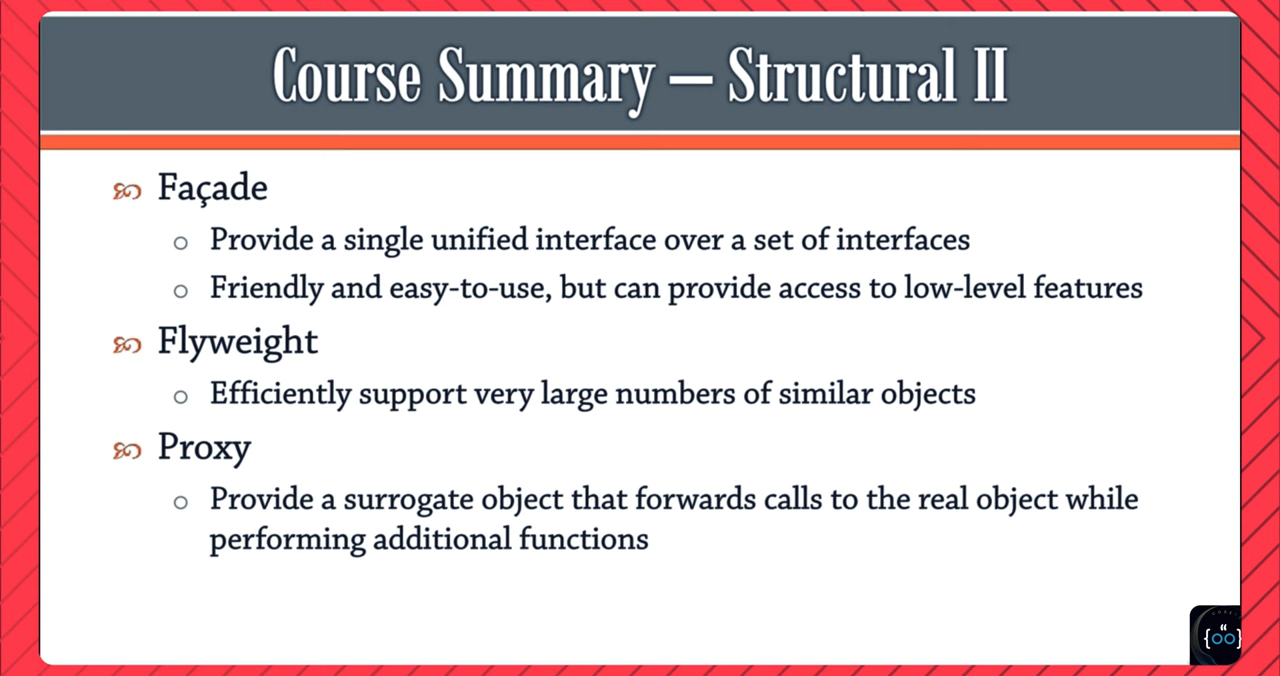 Course Summary – Structural II
Façade
Provide a single unified interface over a set of interfaces
Friendly and easy-to-use, but can provide access to low-level features
Flyweight
Efficiently support very large numbers of similar objects
Proxy
Provide a surrogate object that forwards calls to the real object while
performing additional functions